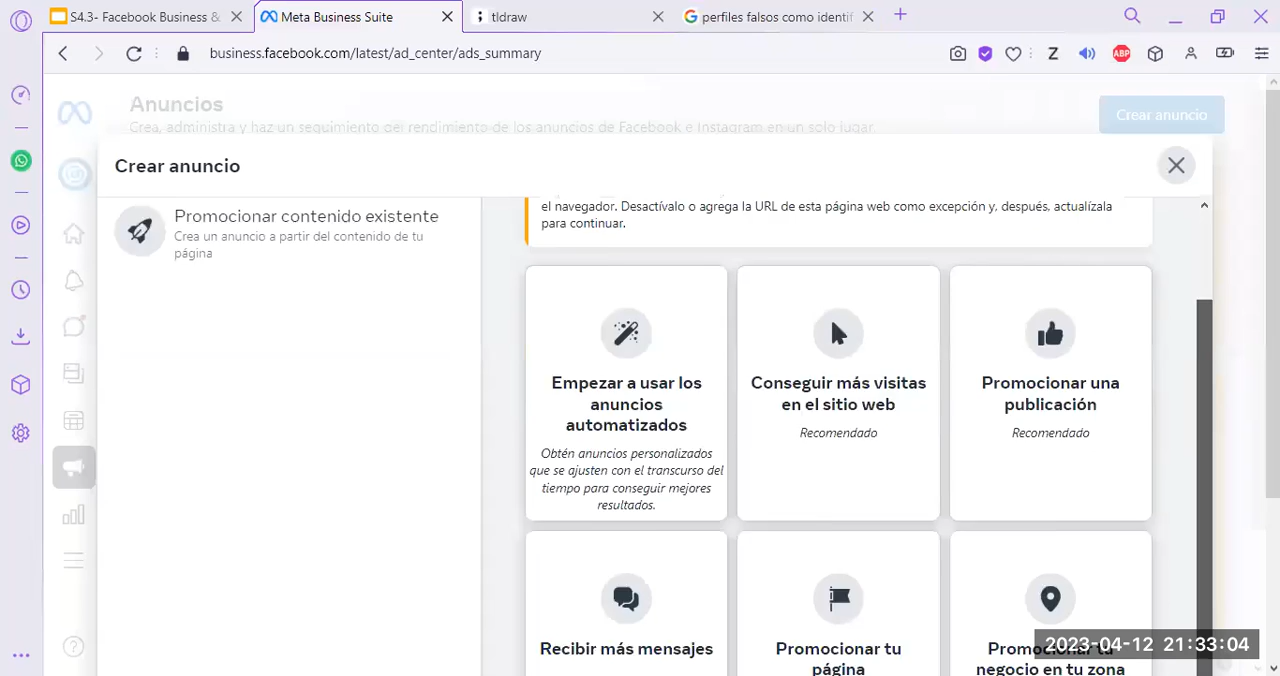 S4.3- Facebook Business &
Meta Business Suite
tldraw
perfiles falsos como identif
business.facebook.com/latest/ad_center/ads_summary
Z
ABP
Anuncios
Crea, administra y haz un seguimiento del rendimiento de los anuncios de Facebook e Instagram en un solo lugar.
Crear anuncio
Crear anuncio
Promocionar contenido existente
Crea un anuncio a partir del contenido de tu
página
el navegador. Desactívalo o agrega la URL de esta página web como excepción y, después, actualízala
para continuar.
Empezar a usar los
anuncios
automatizados
Obtén anuncios personalizados
que se ajusten con el transcurso del
tiempo para conseguir mejores
resultados.
Conseguir más visitas
en el sitio web
Recomendado
Promocionar una
publicación
Recomendado
Recibir más mensajes
Promocionar tu
página
Promocionar tu
negocio en tu zona
2023-04-12 21:33:04